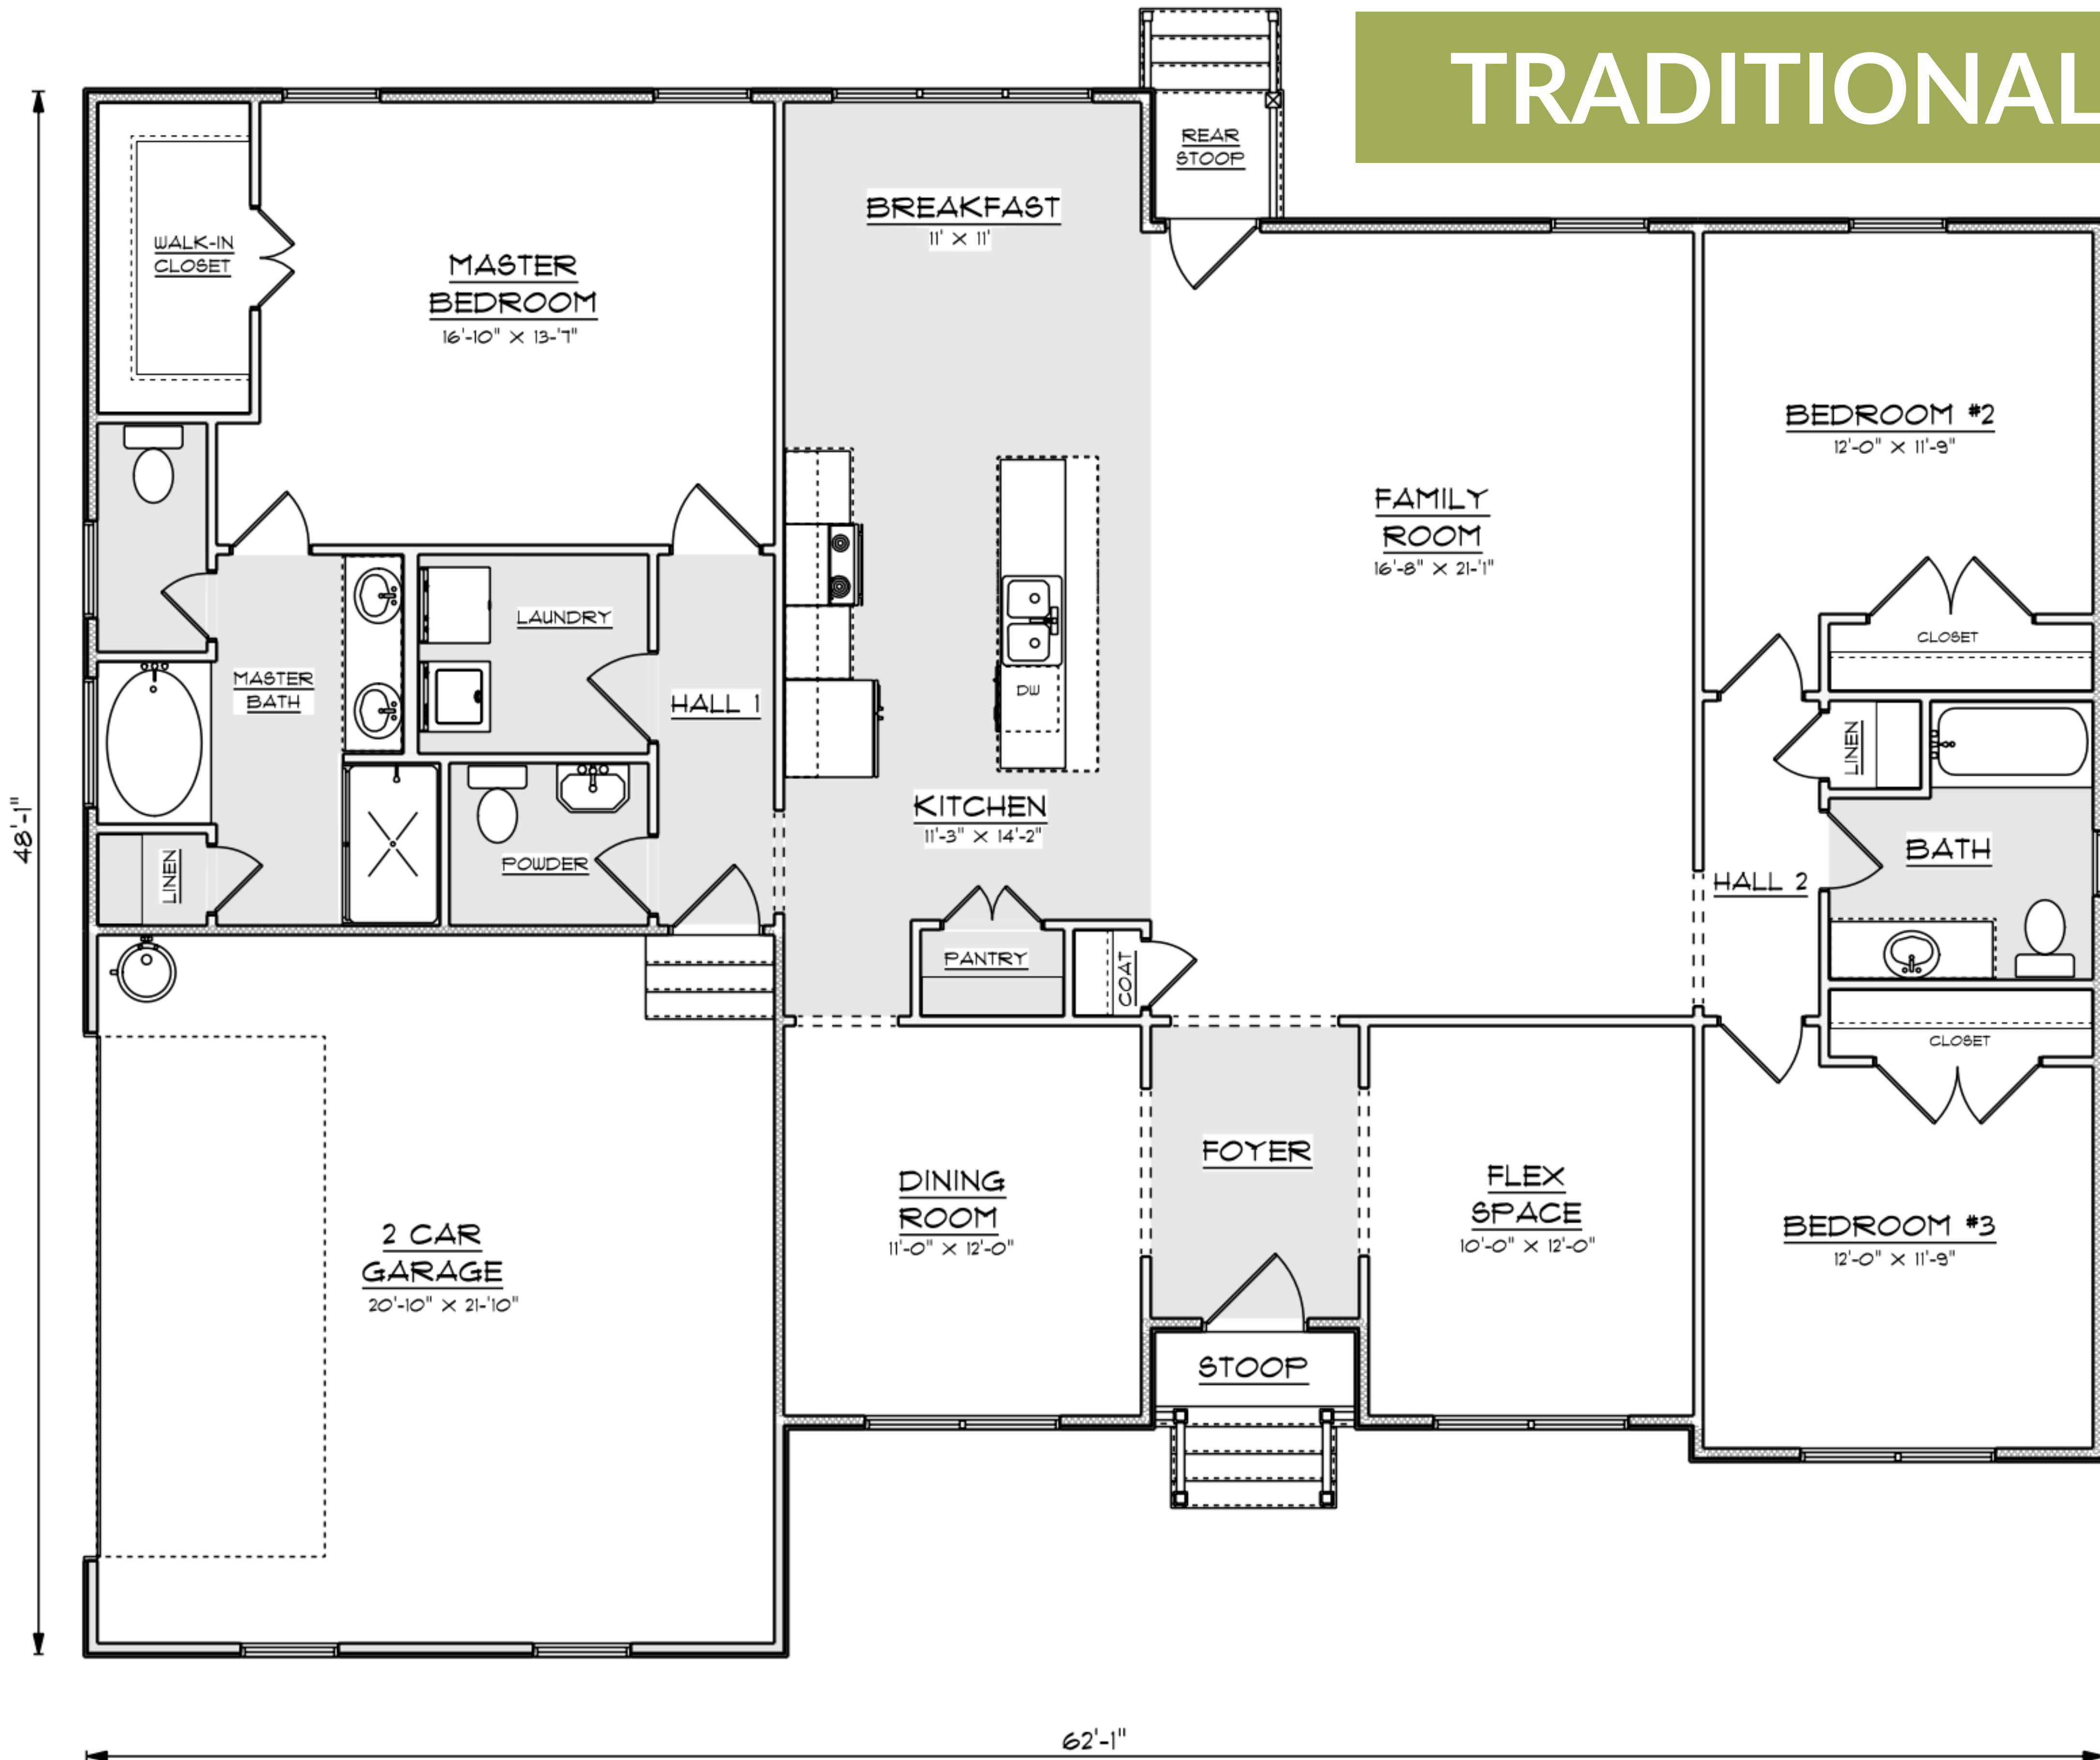 TRADITIONAL
REAR
STOOP
BREAKFAST
11' X 11'
WALK-IN
CLOSET
MASTER
BEDROOM
16'-10" X 13-'7"
BEDROOM #2
12'-0" X 11'-9"
FAMILY
ROOM
16'-8" X 21-'1"
LAUNDRY
CLOSET
MASTER
BATH
HALL 1
DW
LINEN
48'-1"
KITCHEN
11'-3" X 14'-2"
BATH
POWDER
LINEN
HALL 2
PANTRY
COAT
CLOSET
FOYER
DINING
ROOM
11'-0" X 12'-0"
FLEX
SPACE
10'-0" X 12'-0"
2 CAR
GARAGE
20'-10" X 21-'10"
BEDROOM #3
12'-0" X 11'-9"
STOOP
62'-1"